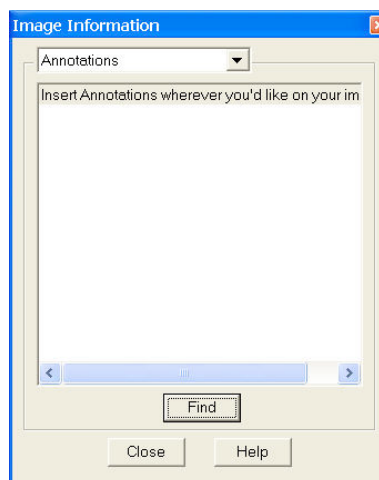 Image Information
Annotations
Insert Annotations wherever you'd like on your im
Find
Close
Help